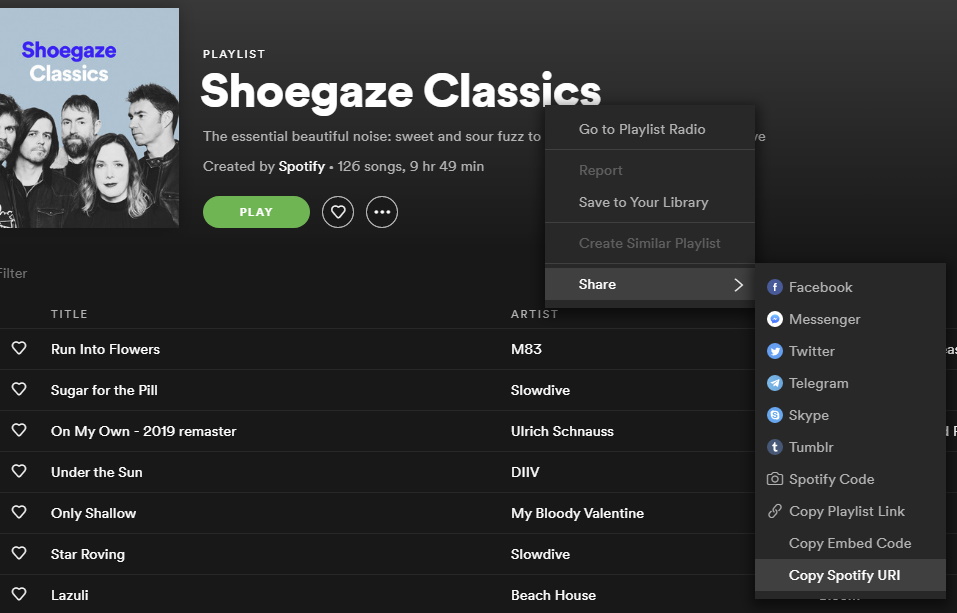 Shoegaze
Classics
PLAYLIST
Shoegaze Classics
The essential beautiful noise: sweet and sour fuzz to
Created by Spotify • 126 songs, 9 hr 49 min
PLAY
Go to Playlist Radio
Report
Save to Your Library
Create Similar Playlist
Share
Facebook
Messenger
Twitter
Telegram
Skype
Tumblr
Spotify Code
Copy Playlist Link
Copy Embed Code
Copy Spotify URI
Filter
TITLE ARTIST
Run Into Flowers M83
Sugar for the Pill Slowdive
On My Own - 2019 remaster Ulrich Schnauss
Under the Sun DIIV
Only Shallow My Bloody Valentine
Star Roving Slowdive
Lazuli Beach House